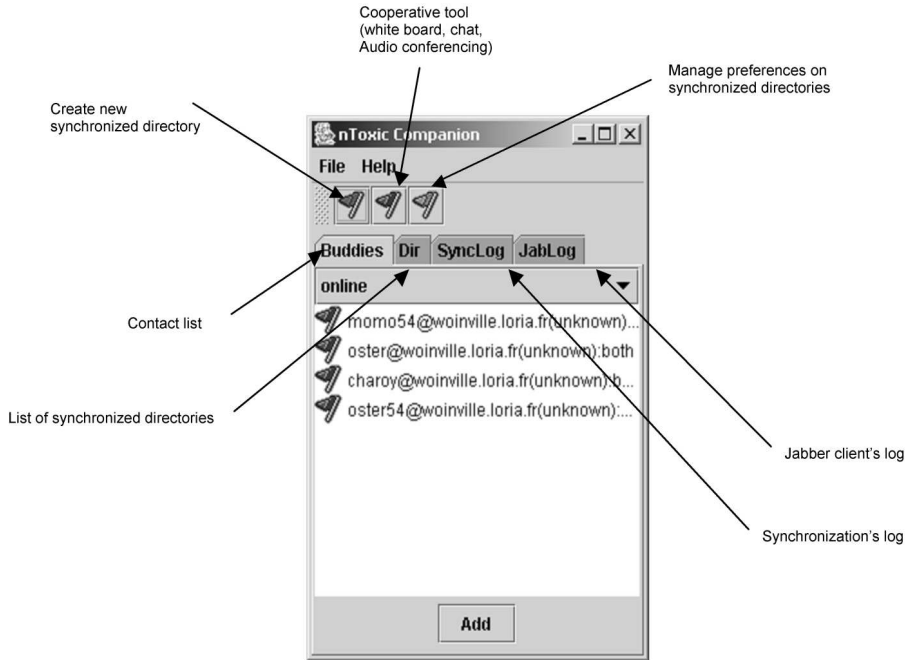 Cooperative tool
(white board, chat,
Audio conferencing)
Manage preferences on
synchronized directories
Create new
synchronized directory
nToxic Companion
File Help
Buddies Dir SyncLog JabLog
online
momo54@woinville.loria.fr(unknown)...
oster@woinville.loria.fr(unknown):both
charoy@woinville.loria.fr(unknown):b...
oster54@woinville.loria.fr(unknown):...
Contact list
List of synchronized directories
Jabber client's log
Synchronization's log
Add